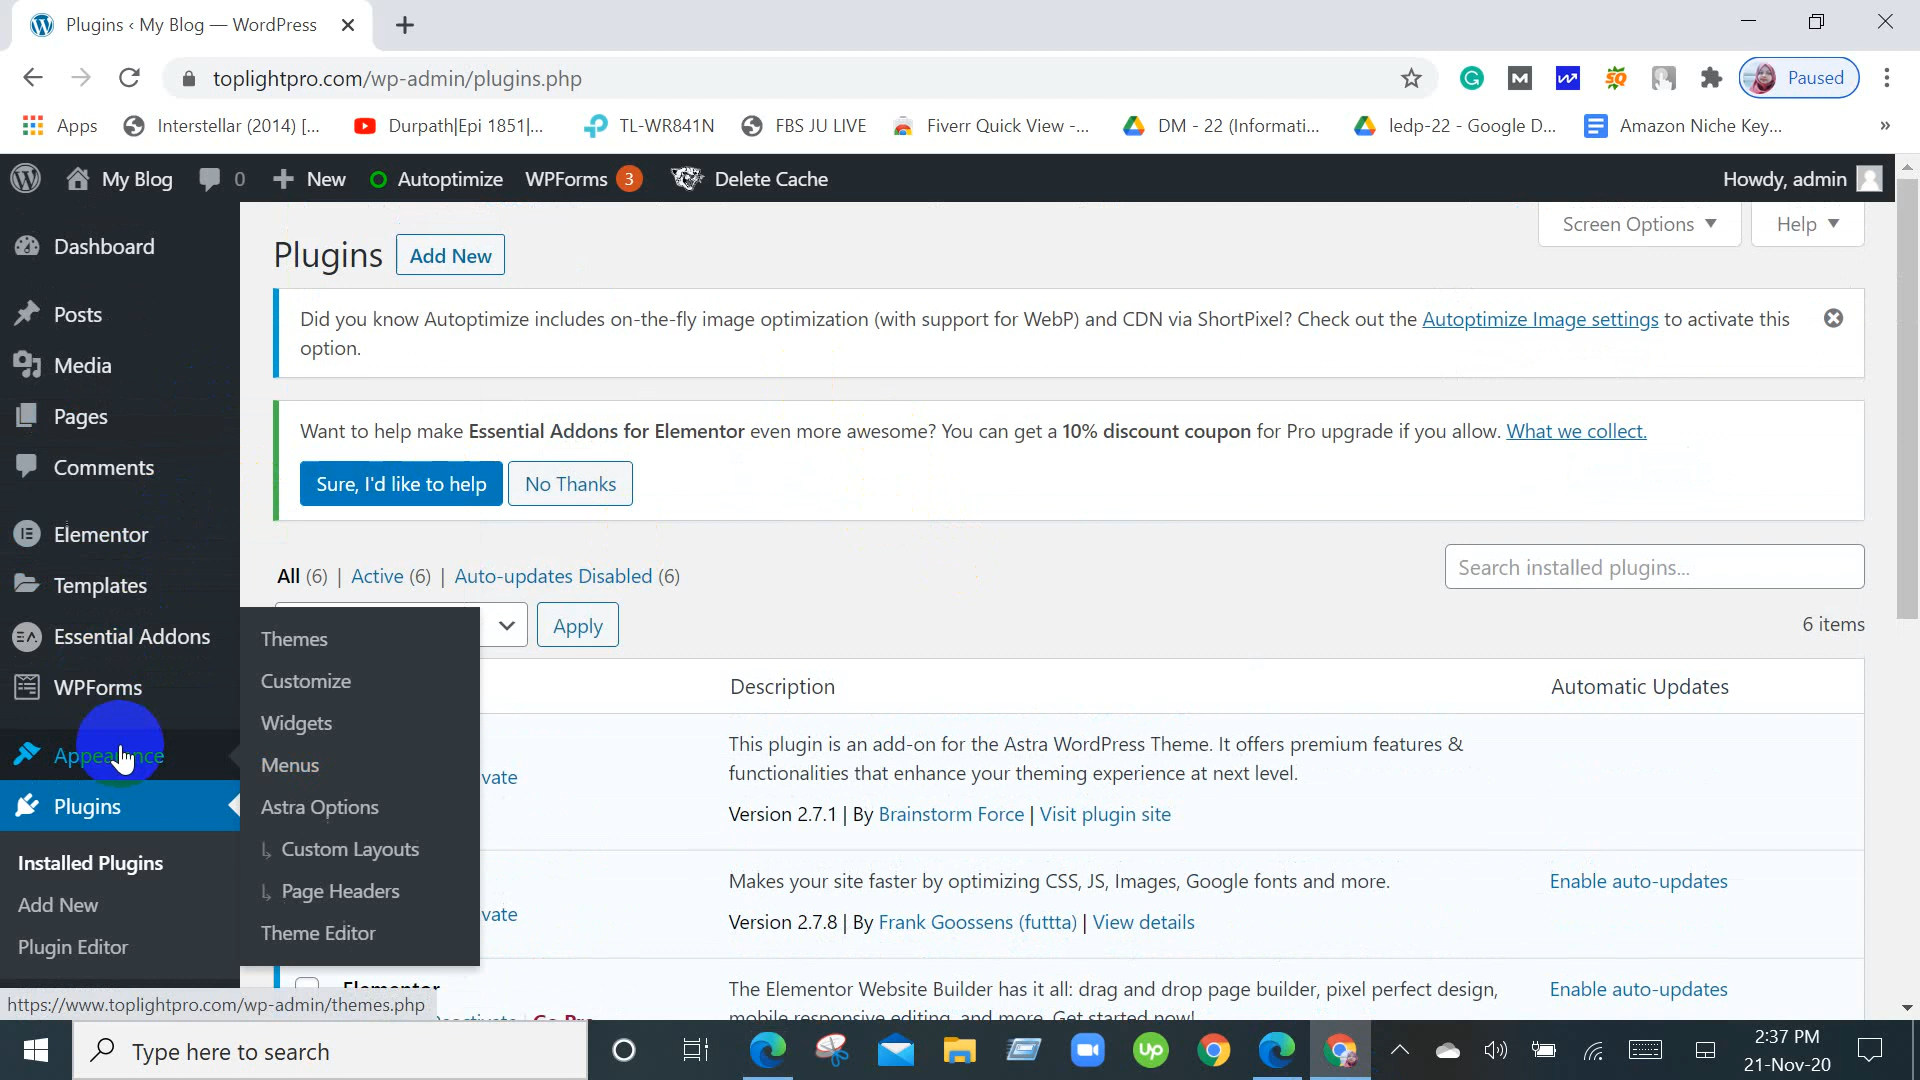 Plugins ‹ My Blog — WordPress
toplightpro.com/wp-admin/plugins.php
Paused
Apps
Interstellar (2014) [...
Durpath|Epi 1851|...
TL-WR841N
FBS JU LIVE
Fiverr Quick View -...
DM - 22 (Informati...
ledp-22 - Google D...
Amazon Niche Key...
»
My Blog
0
New
Autoptimize
WPForms 3
Delete Cache
Howdy, admin
Screen Options
Help
Dashboard
Posts
Media
Pages
Comments
Elementor
Templates
Essential Addons
WPForms
Appearance
Plugins
Installed Plugins
Add New
Plugin Editor
Themes
Customize
Widgets
Menus
Astra Options
Custom Layouts
Page Headers
Theme Editor
Plugins
Add New
Did you know Autoptimize includes on-the-fly image optimization (with support for WebP) and CDN via ShortPixel? Check out the Autoptimize Image settings to activate this
option.
Want to help make Essential Addons for Elementor even more awesome? You can get a 10% discount coupon for Pro upgrade if you allow. What we collect.
Sure, I'd like to help
No Thanks
All (6) | Active (6) | Auto-updates Disabled (6)
Search installed plugins...
Apply
6 items
Description
Automatic Updates
This plugin is an add-on for the Astra WordPress Theme. It offers premium features &
functionalities that enhance your theming experience at next level.
vate
Version 2.7.1 | By Brainstorm Force | Visit plugin site
Makes your site faster by optimizing CSS, JS, Images, Google fonts and more.
Enable auto-updates
vate
Version 2.7.8 | By Frank Goossens (futtta) | View details
Elementor
The Elementor Website Builder has it all: drag and drop page builder, pixel perfect design,
Enable auto-updates
mobile responsive editing, and more. Get started now!
https://www.toplightpro.com/wp-admin/themes.php
Type here to search
2:37 PM
21-Nov-20